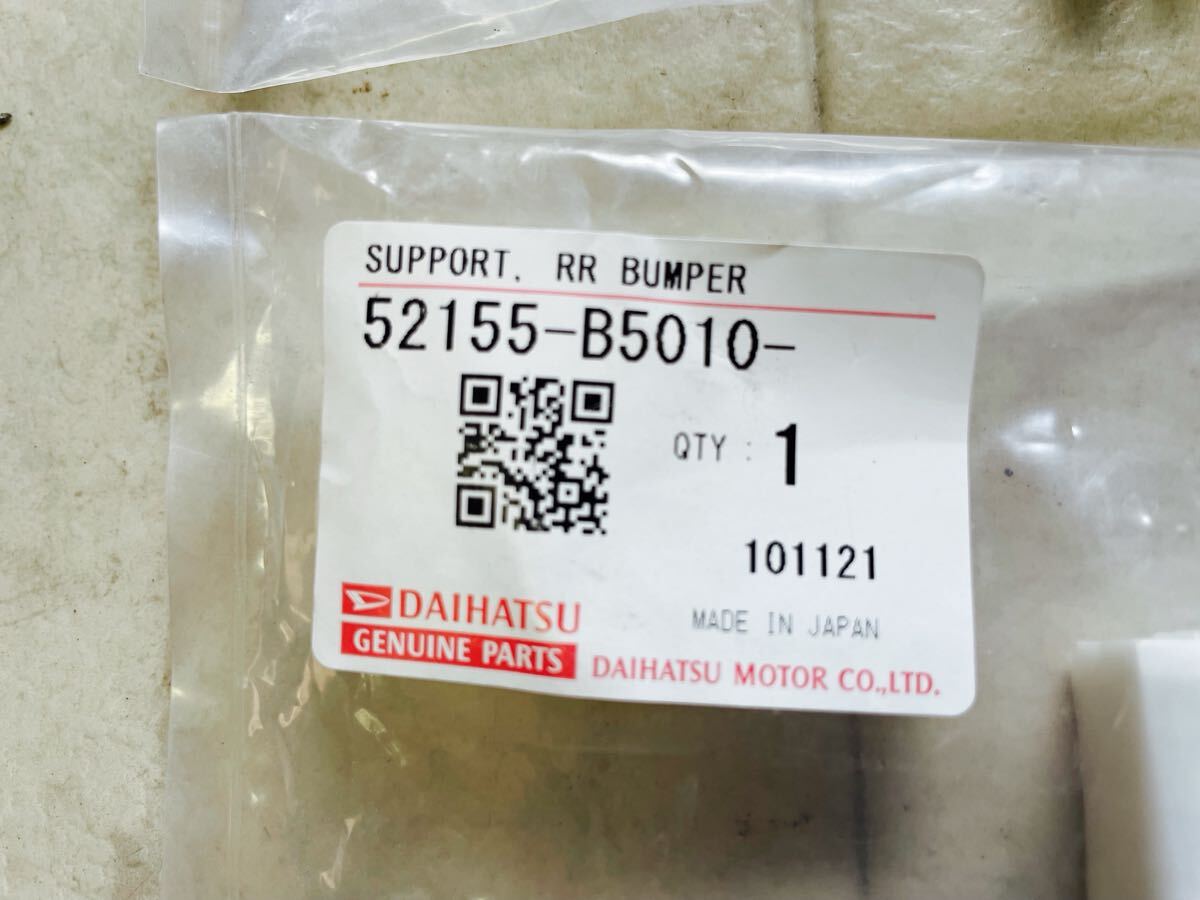 SUPPORT. RR BUMPER
52155-B5010-
QTY : 1
101121
DAIHATSU
GENUINE PARTS
MADE IN JAPAN
DAIHATSU MOTOR CO.,LTD.